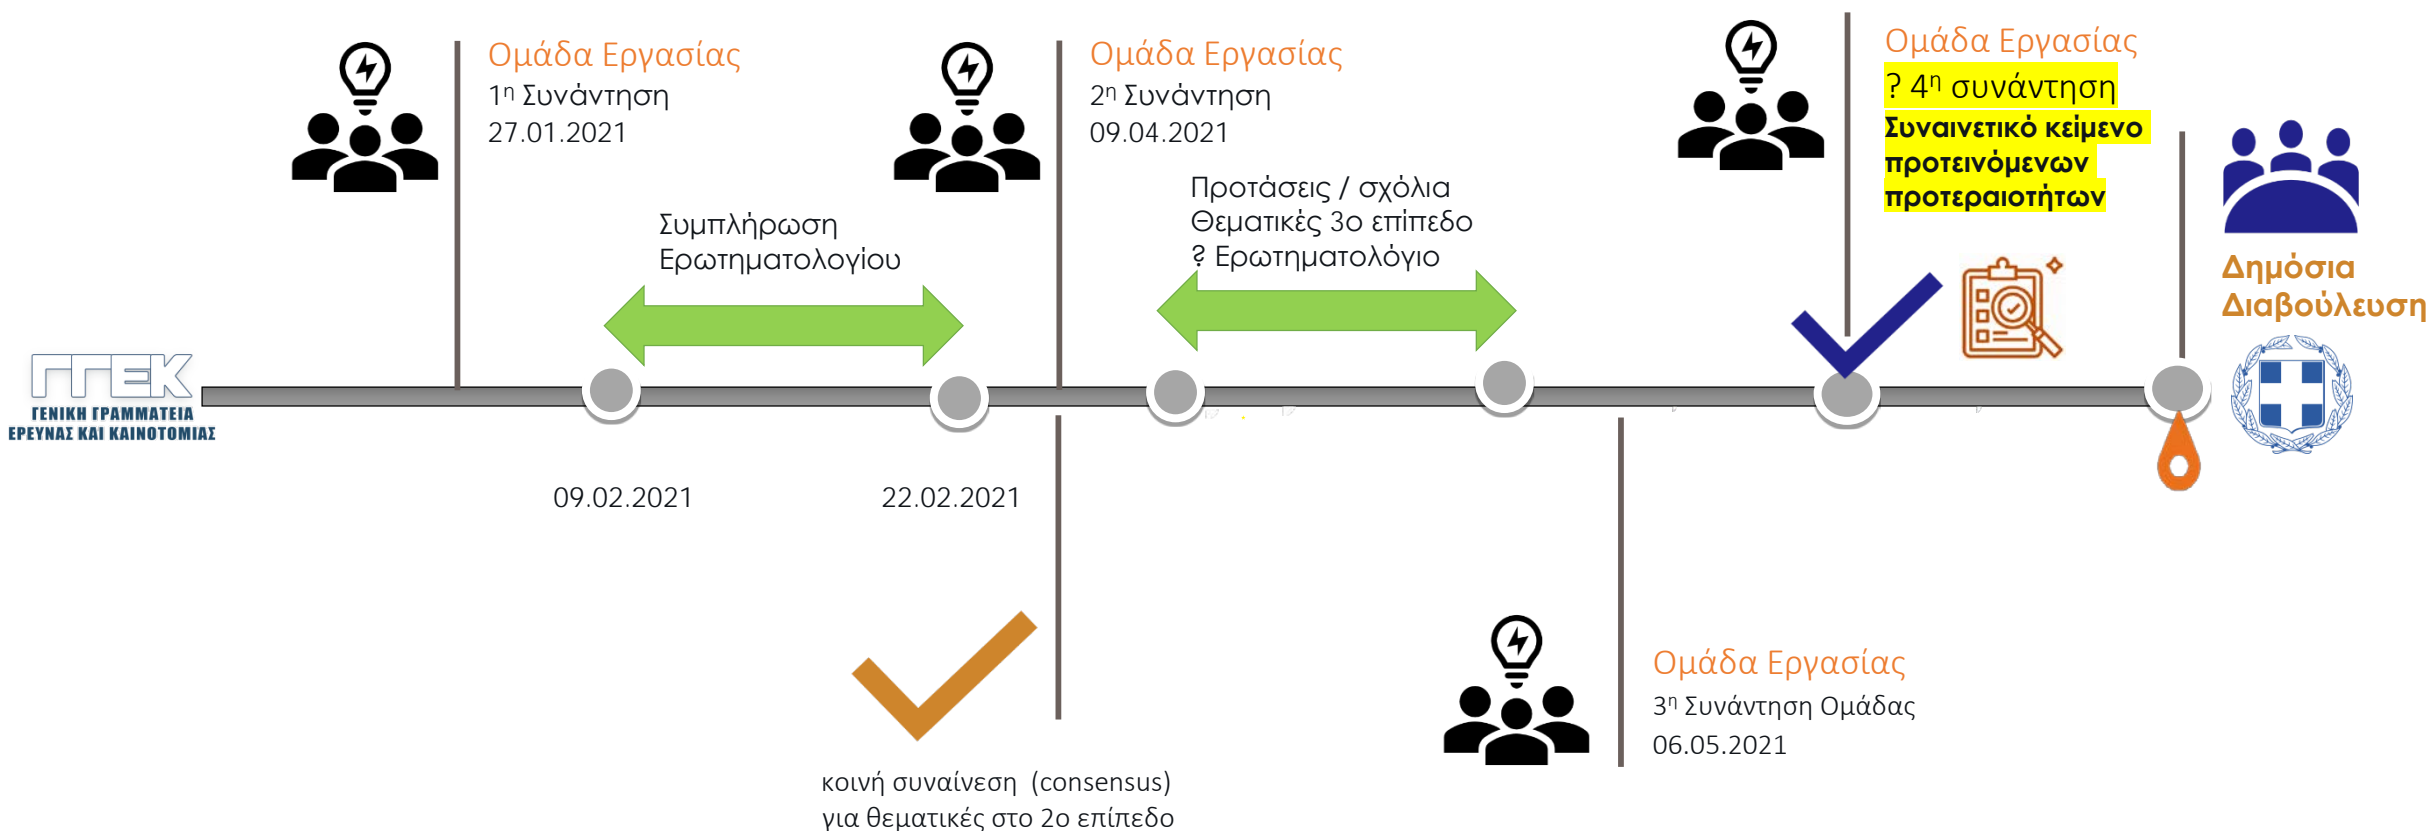 Ομάδα Εργασίας
1η Συνάντηση
27.01.2021
Ομάδα Εργασίας
2η Συνάντηση
09.04.2021
Ομάδα Εργασίας
? 4η συνάντηση
Συναινετικό κείμενο
προτεινόμενων
προτεραιοτήτων
Συμπλήρωση
Ερωτηματολογίου
Προτάσεις / σχόλια
Θεματικές 3ο επίπεδο
? Ερωτηματολόγιο
Δημόσια
Διαβούλευση
ΓΓΕΚ
ΓΕΝΙΚΗ ΓΡΑΜΜΑΤΕΙΑ
ΕΡΕΥΝΑΣ ΚΑΙ ΚΑΙΝΟΤΟΜΙΑΣ
09.02.2021
22.02.2021
Ομάδα Εργασίας
3η Συνάντηση Ομάδας
06.05.2021
κοινή συναίνεση (consensus)
για θεματικές στο 2ο επίπεδο